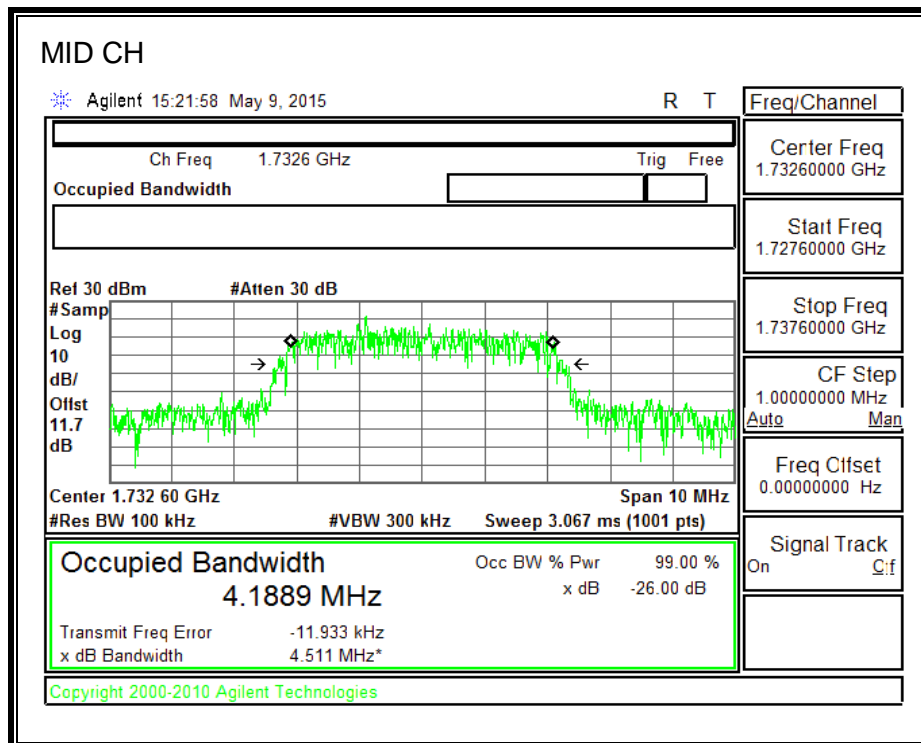 MID CH
Agilent 15:21:58 May 9, 2015 R T
Freq/Channel
Ch Freq 1.7326 GHz Trig Free
Occupied Bandwidth
Center Freq
1.73260000 GHz
Start Freq
1.72760000 GHz
Stop Freq
1.73760000 GHz
CF Step
1.00000000 MHz
Auto Man
Freq Offset
0.00000000 Hz
Signal Track
On Off
Ref 30 dBm #Atten 30 dB
#Samp
Log
10
dB/
Offst
11.7
dB
Center 1.732 60 GHz Span 10 MHz
#Res BW 100 kHz #VBW 300 kHz Sweep 3.067 ms (1001 pts)
Occupied Bandwidth
4.1889 MHz
Occ BW % Pwr 99.00 %
x dB -26.00 dB
Transmit Freq Error -11.933 kHz
x dB Bandwidth 4.511 MHz*
Copyright 2000-2010 Agilent Technologies